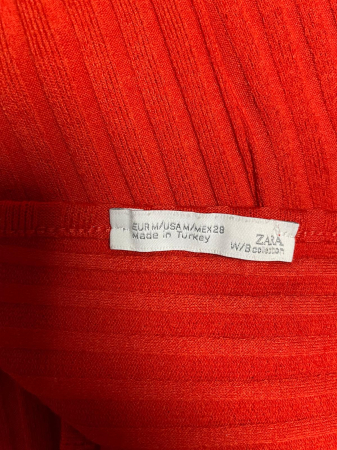 EUR M/USA M/MEX 28
Made in Turkey
ZARA
W/B collection